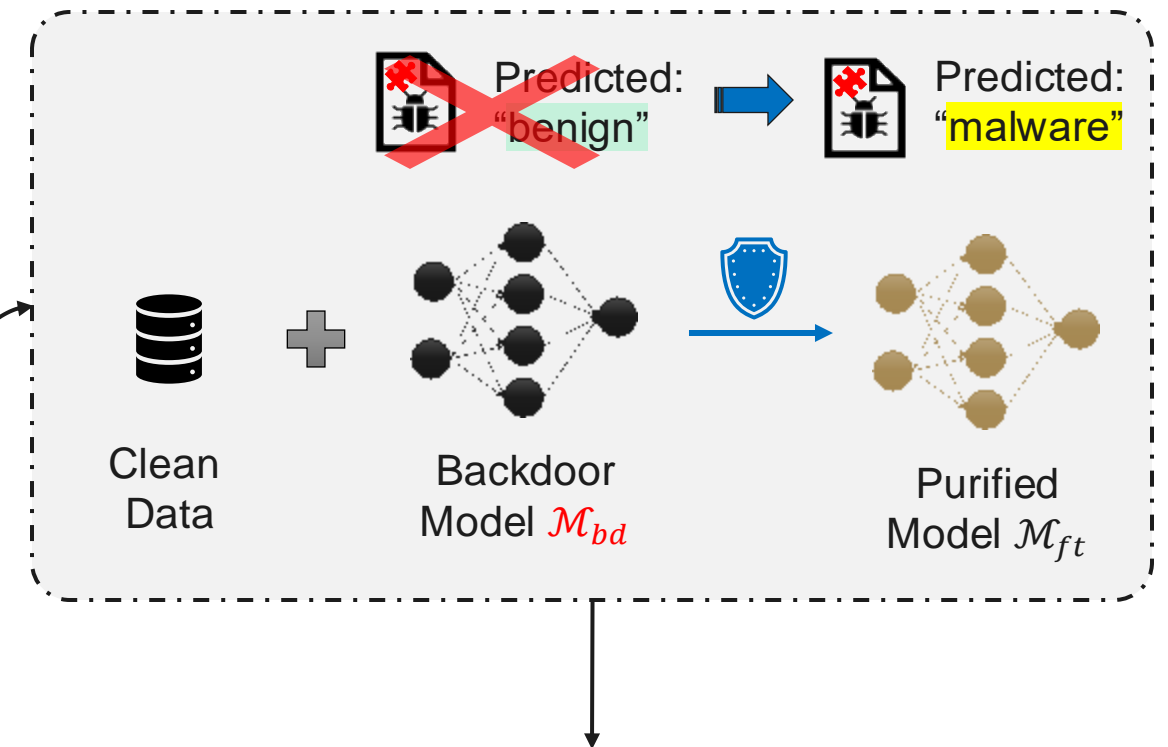 Predicted:
“benign”
Predicted:
“malware”
Clean
Data
Backdoor
Model ℳ𝑏𝑑
Purified
Model ℳ𝑓𝑡